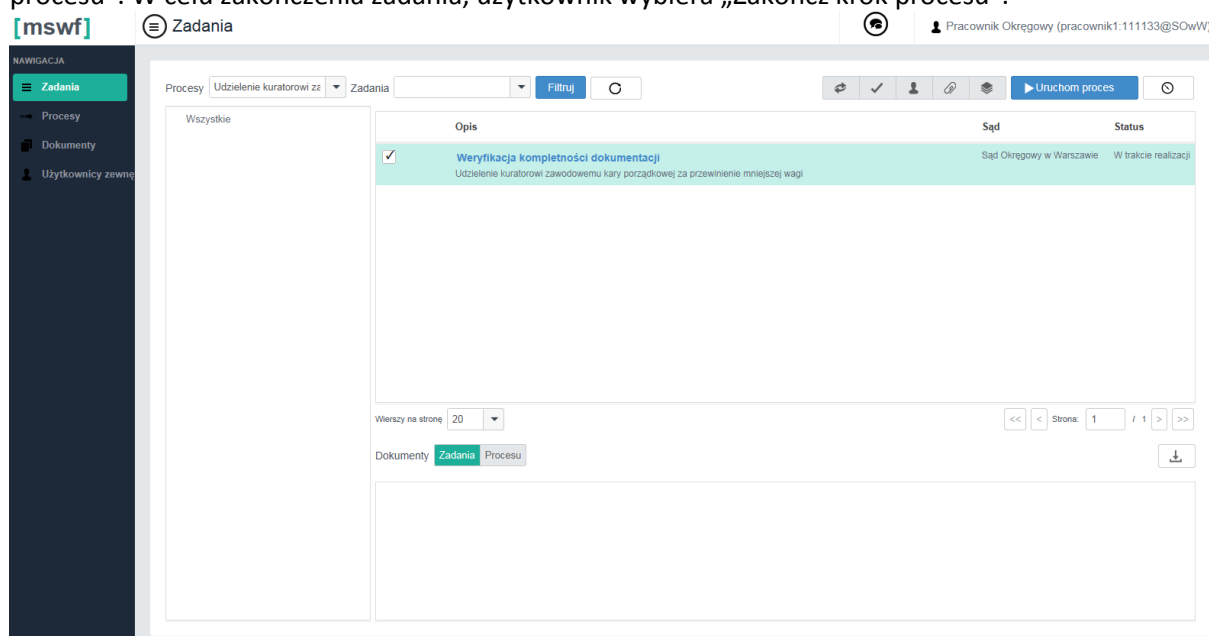 procesu”. W celu zakończenia zadania, użytkownik wybiera „Zakończ krok procesu”.
[mswf]
Zadania
Pracownik Okręgowy (pracownik1:111133@SOwW)
NAWIGACJA
Zadania
Procesy
Dokumenty
Użytkownicy zewnę
Procesy Udzielenie kuratorowi za Zadania Filtruj Uruchom proces
Wszystkie
Opis Sąd Status
Weryfikacja kompletności dokumentacji Sąd Okręgowy w Warszawie W trakcie realizacji
Udzielenie kuratorowi zawodowemu kary porządkowej za przewinienie mniejszej wagi
Wierszy na stronę 20 << < Strona: 1 / 1 > >>
Dokumenty Zadania Procesu